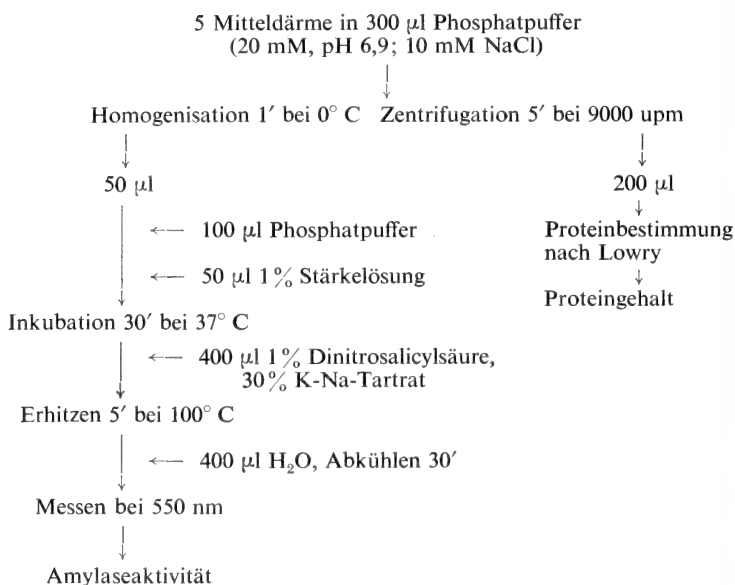 5 Mitteldärme in 300 µl Phosphatpuffer
(20 mM, pH 6,9; 10 mM NaCl)
Homogenisation 1′ bei 0° C Zentrifugation 5′ bei 9000 upm
50 µl
200 µl
100 µl Phosphatpuffer
Proteinbestimmung
nach Lowry
50 µl 1% Stärkelösung
Proteingehalt
Inkubation 30′ bei 37° C
400 µl 1% Dinitrosalicylsäure,
30% K-Na-Tartrat
Erhitzen 5′ bei 100° C
400 µl H₂O, Abkühlen 30′
Messen bei 550 nm
Amylaseaktivität